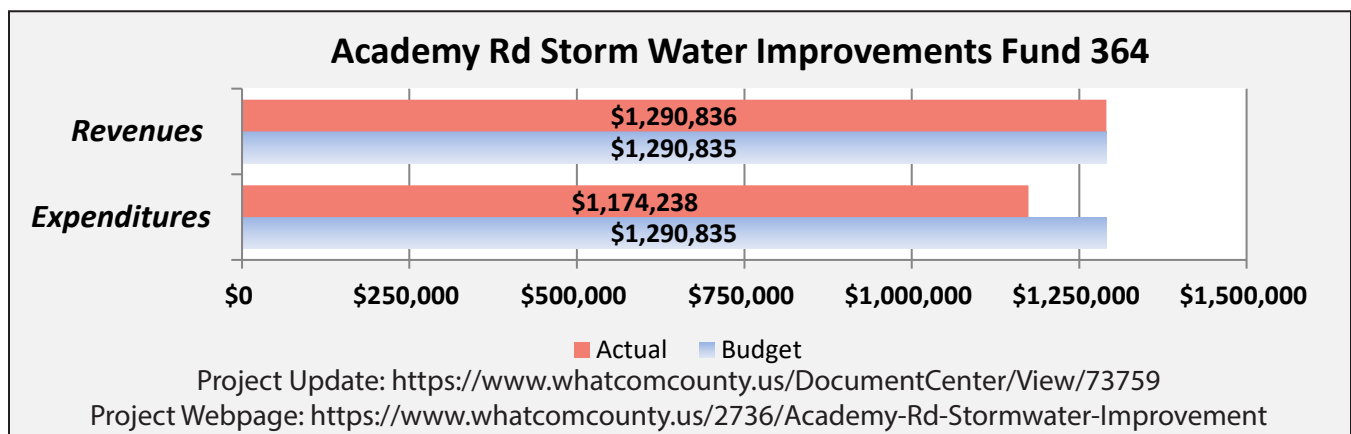 Academy Rd Storm Water Improvements Fund 364
Revenues
$1,290,836
$1,290,835
Expenditures
$1,174,238
$1,290,835
$0 $250,000 $500,000 $750,000 $1,000,000 $1,250,000 $1,500,000
Actual Budget
Project Update: https://www.whatcomcounty.us/DocumentCenter/View/73759
Project Webpage: https://www.whatcomcounty.us/2736/Academy-Rd-Stormwater-Improvement